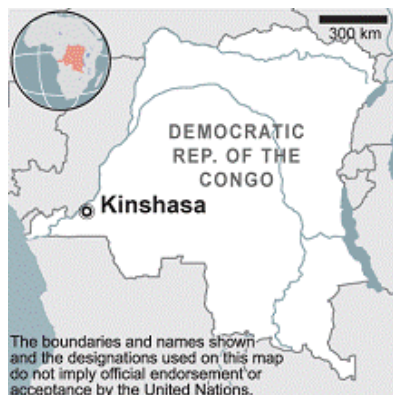 300 km
DEMOCRATIC
REP. OF THE
CONGO
Kinshasa
The boundaries and names shown
and the designations used on this map
do not imply official endorsement or
acceptance by the United Nations.